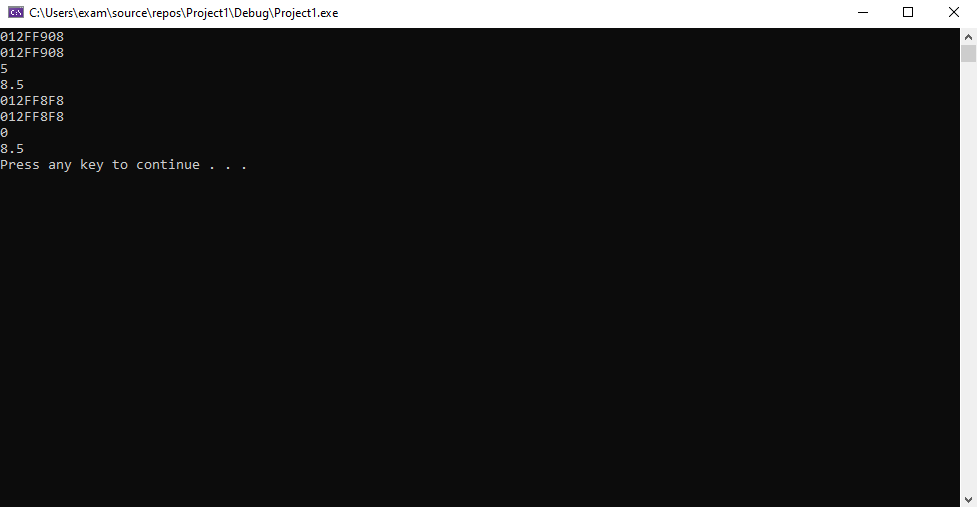 C:\Users\exam\source\repos\Project1\Debug\Project1.exe
012FF908
012FF908
5
8.5
012FF8F8
012FF8F8
0
8.5
Press any key to continue . . .